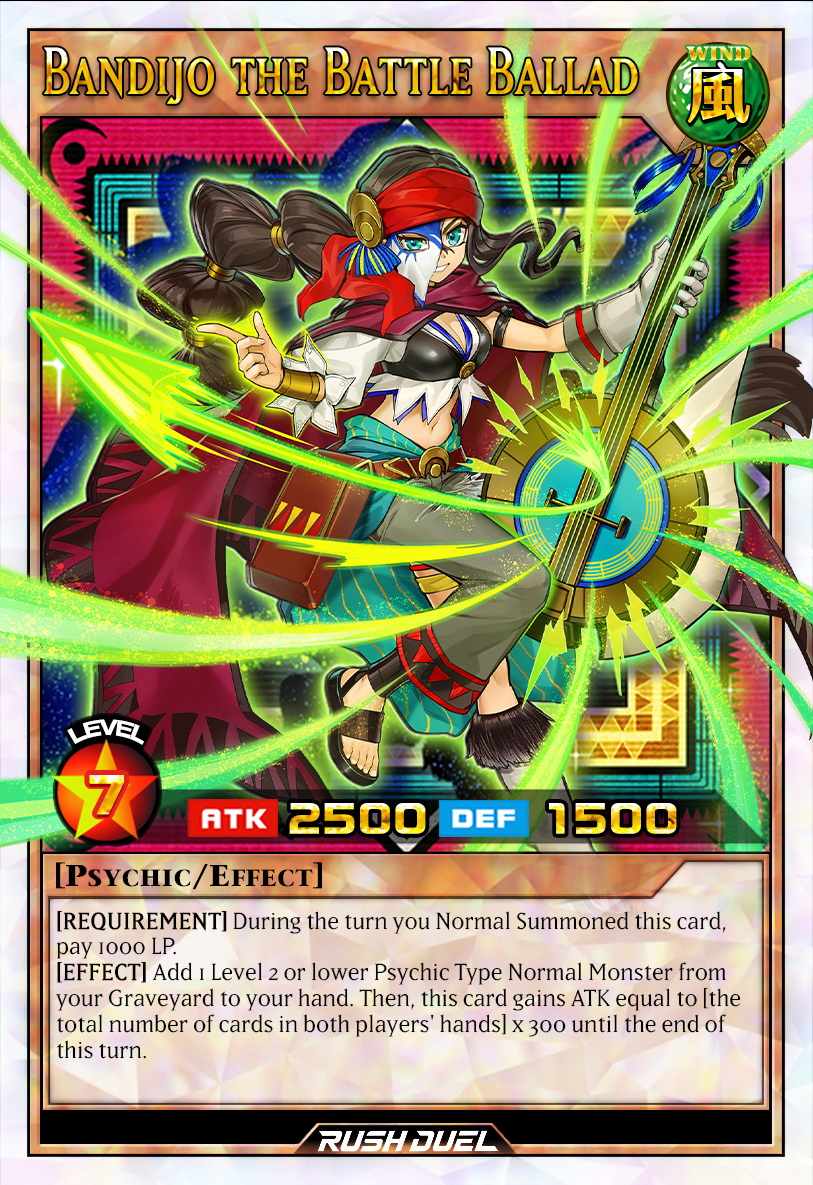 Bandijo the Battle Ballad
WIND
風
LEVEL
7
ATK 2500 DEF 1500
[Psychic/Effect]
[REQUIREMENT] During the turn you Normal Summoned this card,
pay 1000 LP.
[EFFECT] Add 1 Level 2 or lower Psychic Type Normal Monster from
your Graveyard to your hand. Then, this card gains ATK equal to [the
total number of cards in both players' hands] x 300 until the end of
this turn.
RUSH DUEL